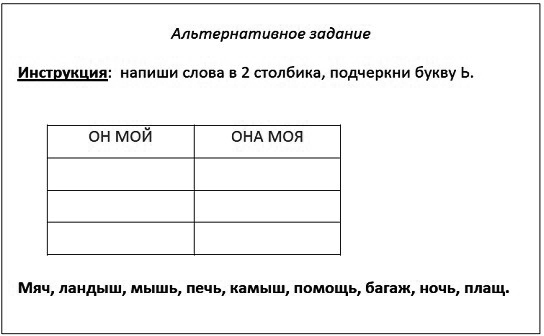 Альтернативное задание
Инструкция: напиши слова в 2 столбика, подчеркни букву Ь.
ОН МОЙ ОНА МОЯ
Мяч, ландыш, мышь, печь, камыш, помощь, багаж, ночь, плащ.